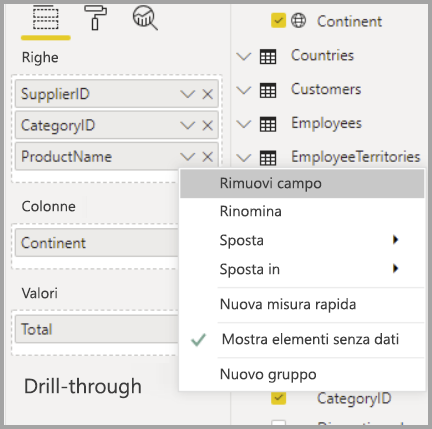 Righe
SupplierID
CategoryID
ProductName
Colonne
Continent
Valori
Total
Drill-through
Continent
Countries
Customers
Employees
EmployeeTerritories
Rimuovi campo
Rinomina
Sposta
Sposta in
Nuova misura rapida
Mostra elementi senza dati
Nuovo gruppo
CategoryID